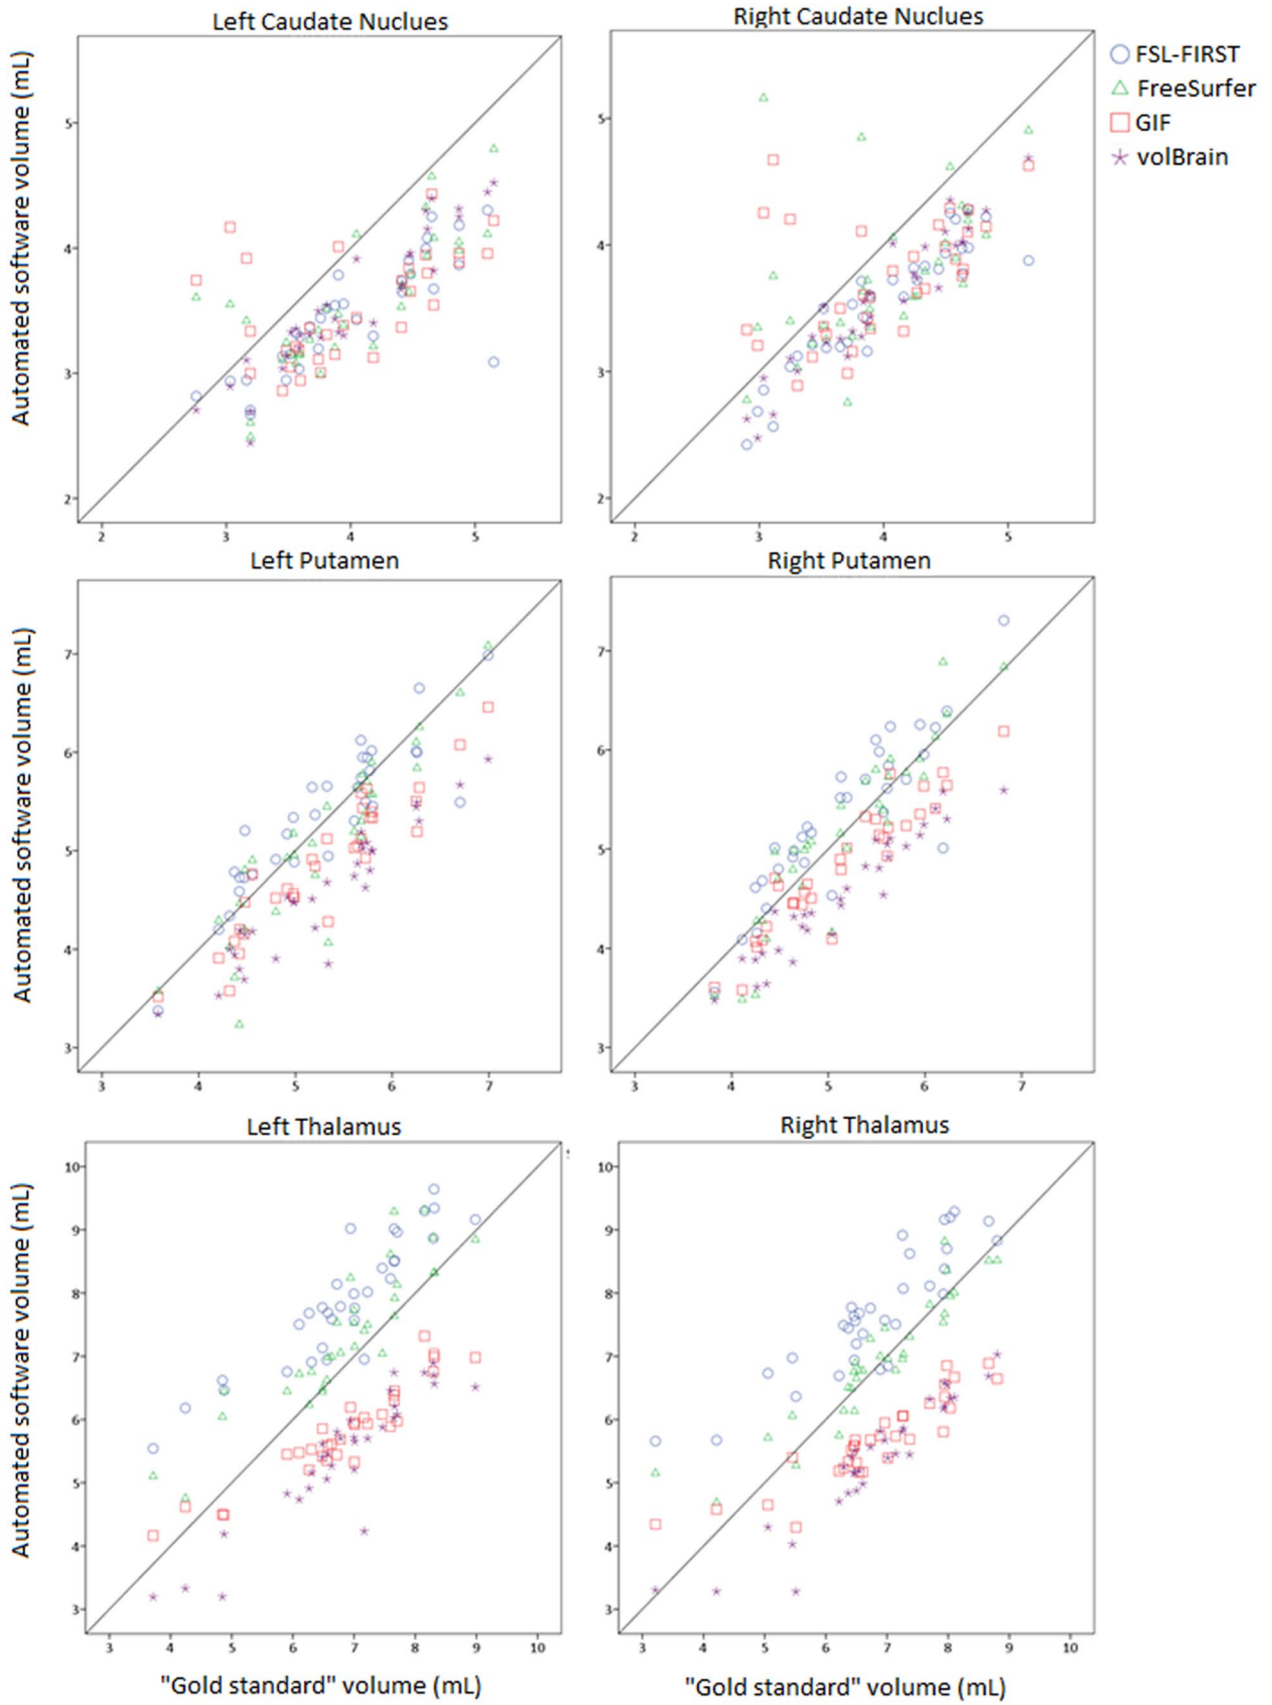 Left Caudate Nuclues
Right Caudate Nuclues
FSL-FIRST
FreeSurfer
GIF
volBrain
Automated software volume (mL)
5
4
3
2
2 3 4 5
5
4
3
2
2 3 4 5
Left Putamen
Right Putamen
Automated software volume (mL)
7
6
5
4
3
3 4 5 6 7
7
6
5
4
3
3 4 5 6 7
Left Thalamus
Right Thalamus
Automated software volume (mL)
10
9
8
7
6
5
4
3
3 4 5 6 7 8 9 10
10
9
8
7
6
5
4
3
3 4 5 6 7 8 9 10
"Gold standard" volume (mL)
"Gold standard" volume (mL)